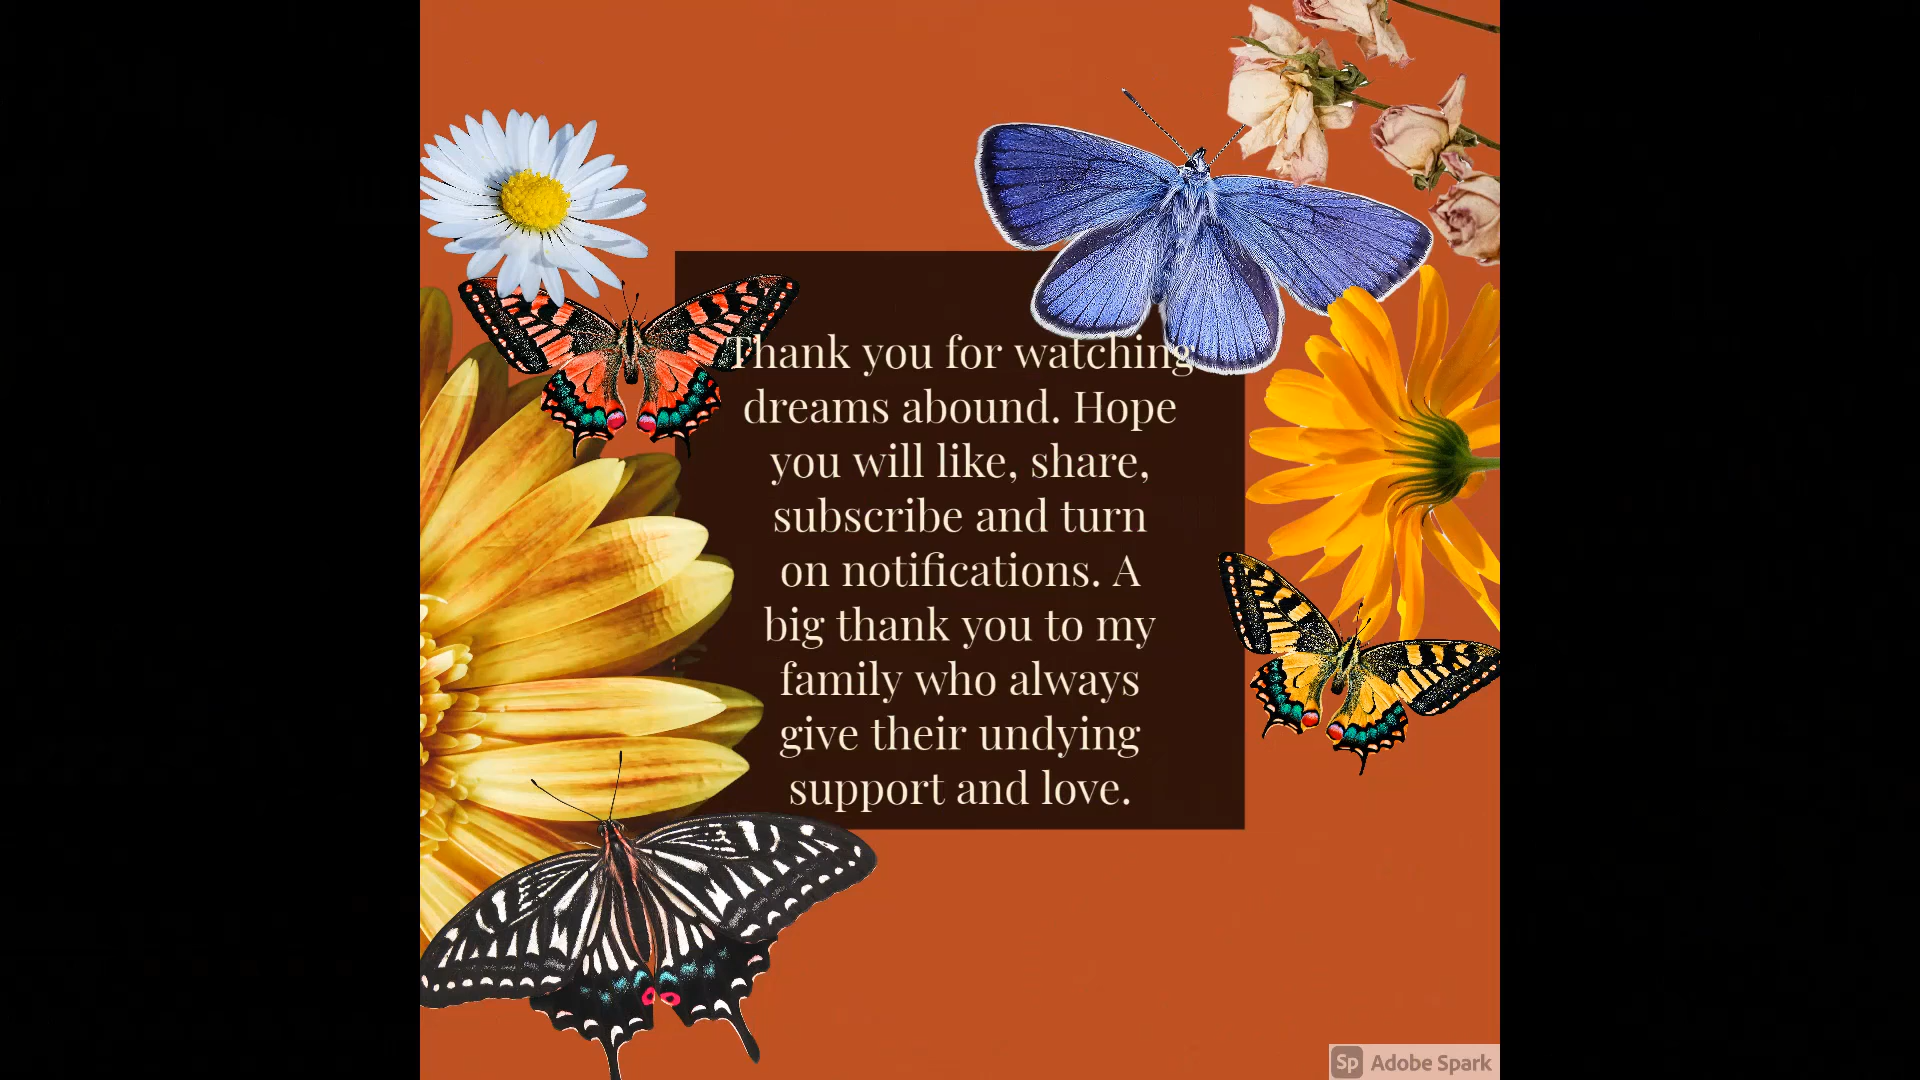 Thank you for watching
dreams abound. Hope
you will like, share,
subscribe and turn
on notifications. A
big thank you to my
family who always
give their undying
support and love.
Sp Adobe Spark